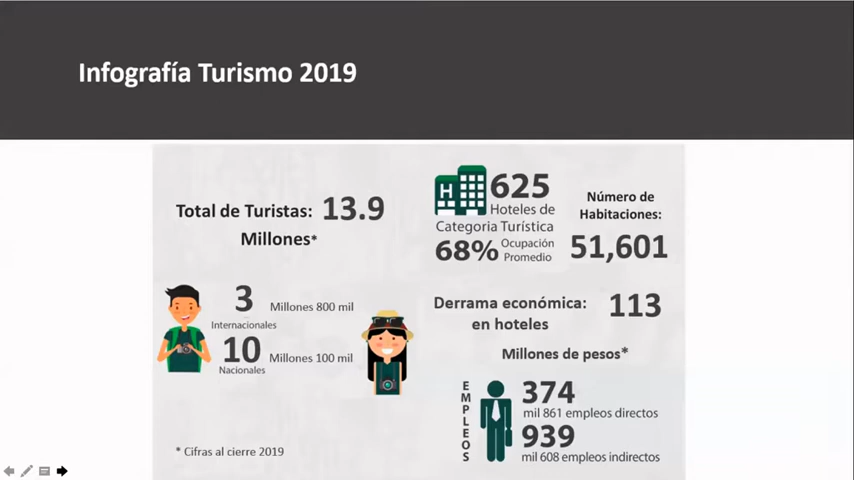 Infografía Turismo 2019
Total de Turistas: 13.9
Millones*
3 Millones 800 mil
Internacionales
10 Millones 100 mil
Nacionales
* Cifras al cierre 2019
H
625
Hoteles de
Categoria Turística
68% Ocupación
Promedio
Número de
Habitaciones:
51,601
Derrama económica: 113
en hoteles
Millones de pesos*
EMPLEOS
374
mil 861 empleos directos
939
mil 608 empleos indirectos